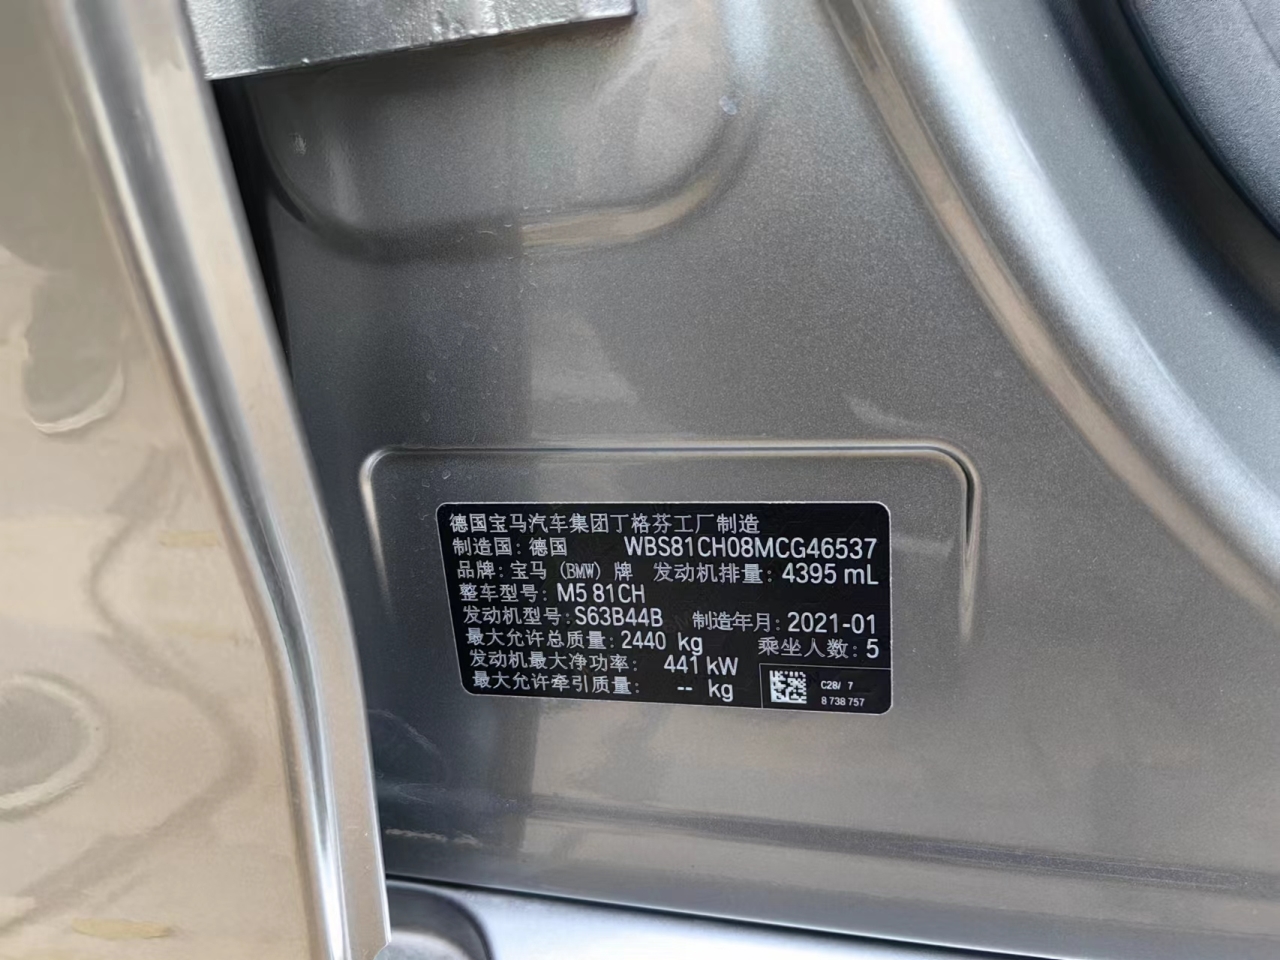 德国宝马汽车集团丁格芬工厂制造
制造国: 德国 WBS81CH08MCG46537
品牌: 宝马 (BMW) 牌 发动机排量: 4395 mL
整车型号: M5 81CH
发动机型号: S63B44B 制造年月: 2021-01
最大允许总质量: 2440 kg 乘坐人数: 5
发动机最大净功率: 441 kW
最大允许牵引质量: -- kg
C28/ 7
8 738 757